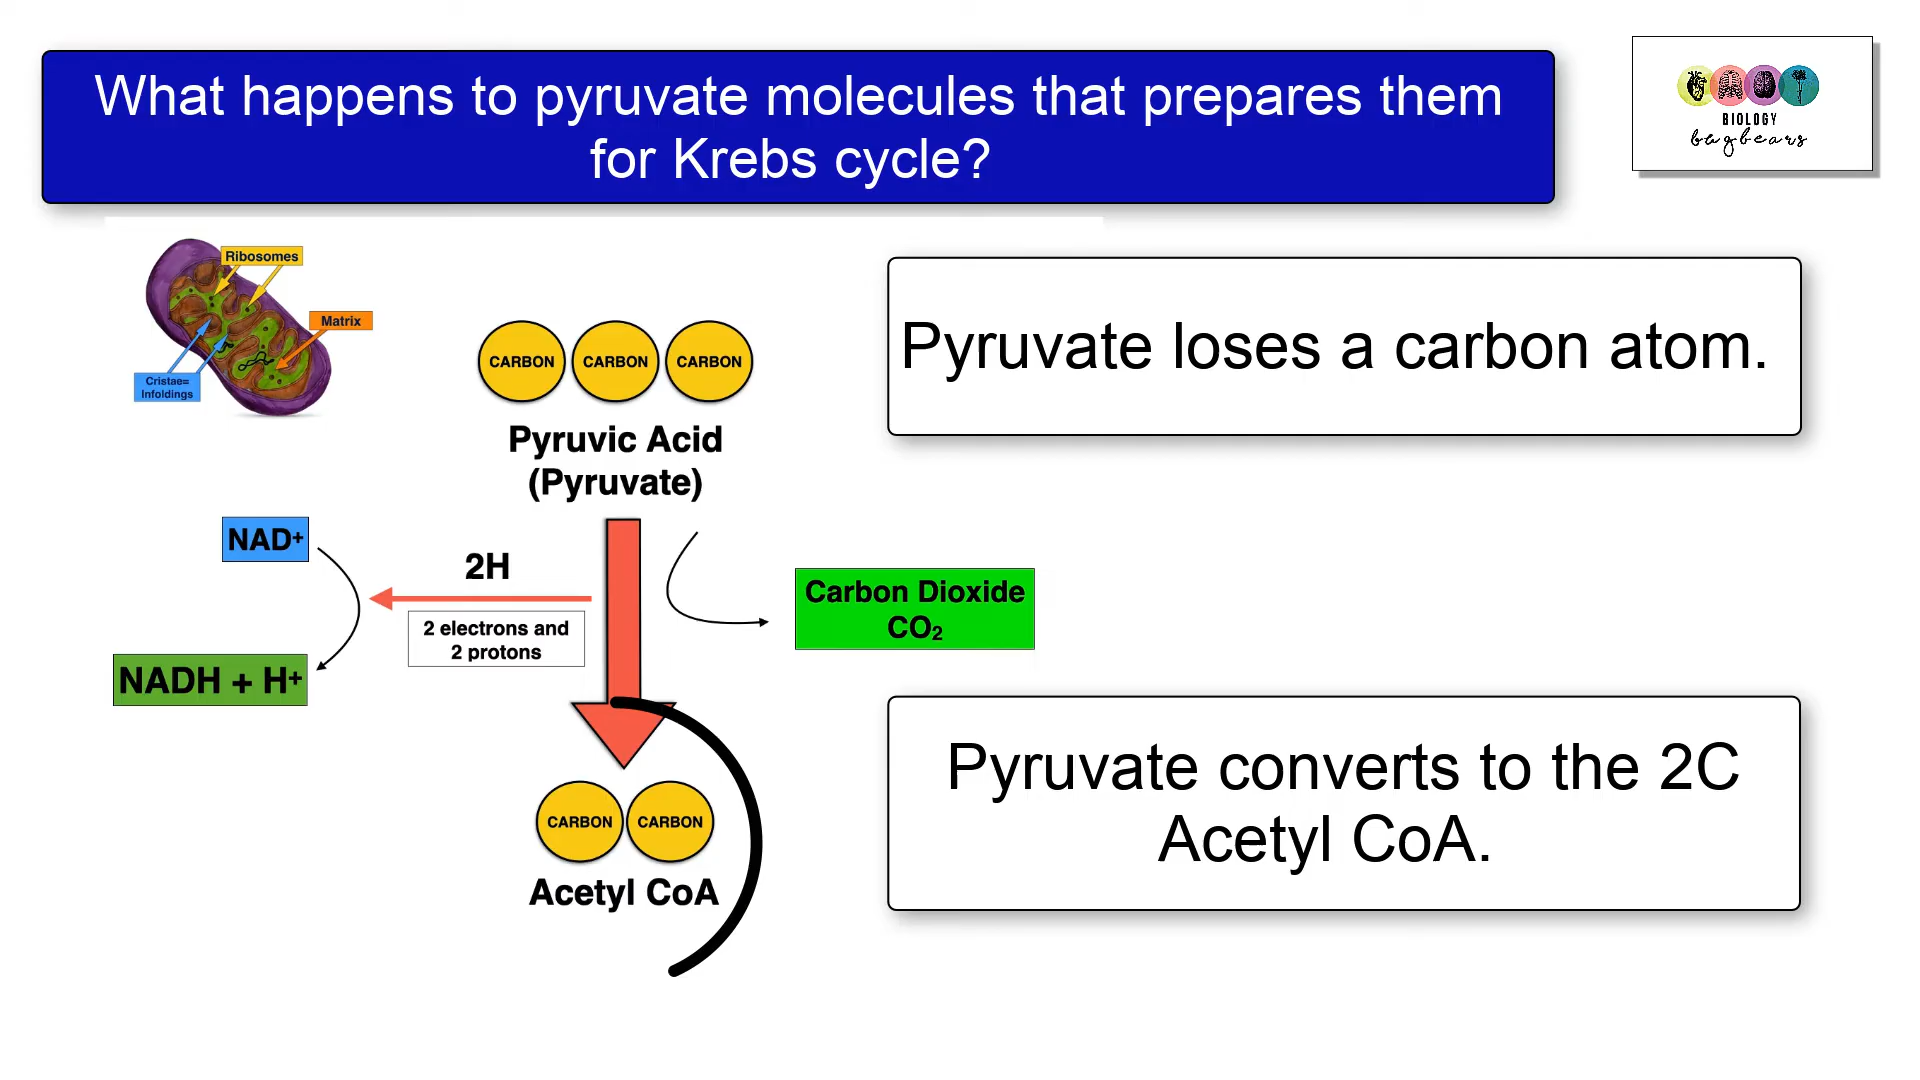 What happens to pyruvate molecules that prepares them
for Krebs cycle?
BIOLOGY
bugbears
Ribosomes
Matrix
Cristae=
Infoldings
CARBON CARBON CARBON
Pyruvic Acid
(Pyruvate)
Pyruvate loses a carbon atom.
NAD⁺
2H
2 electrons and
2 protons
NADH + H⁺
Carbon Dioxide
CO₂
CARBON CARBON
Acetyl CoA
Pyruvate converts to the 2C
Acetyl CoA.